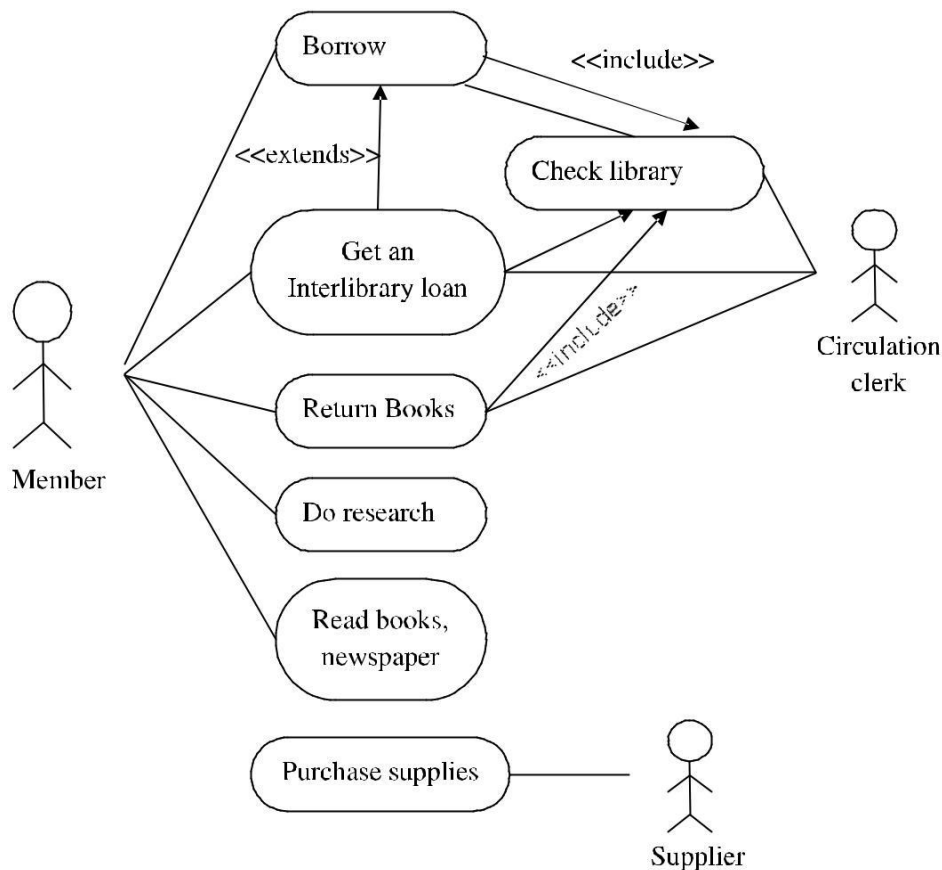 Borrow
<<include>>
<<extends>>
Check library
Get an
Interlibrary loan
<<include>>
Circulation
clerk
Return Books
Member
Do research
Read books,
newspaper
Purchase supplies
Supplier